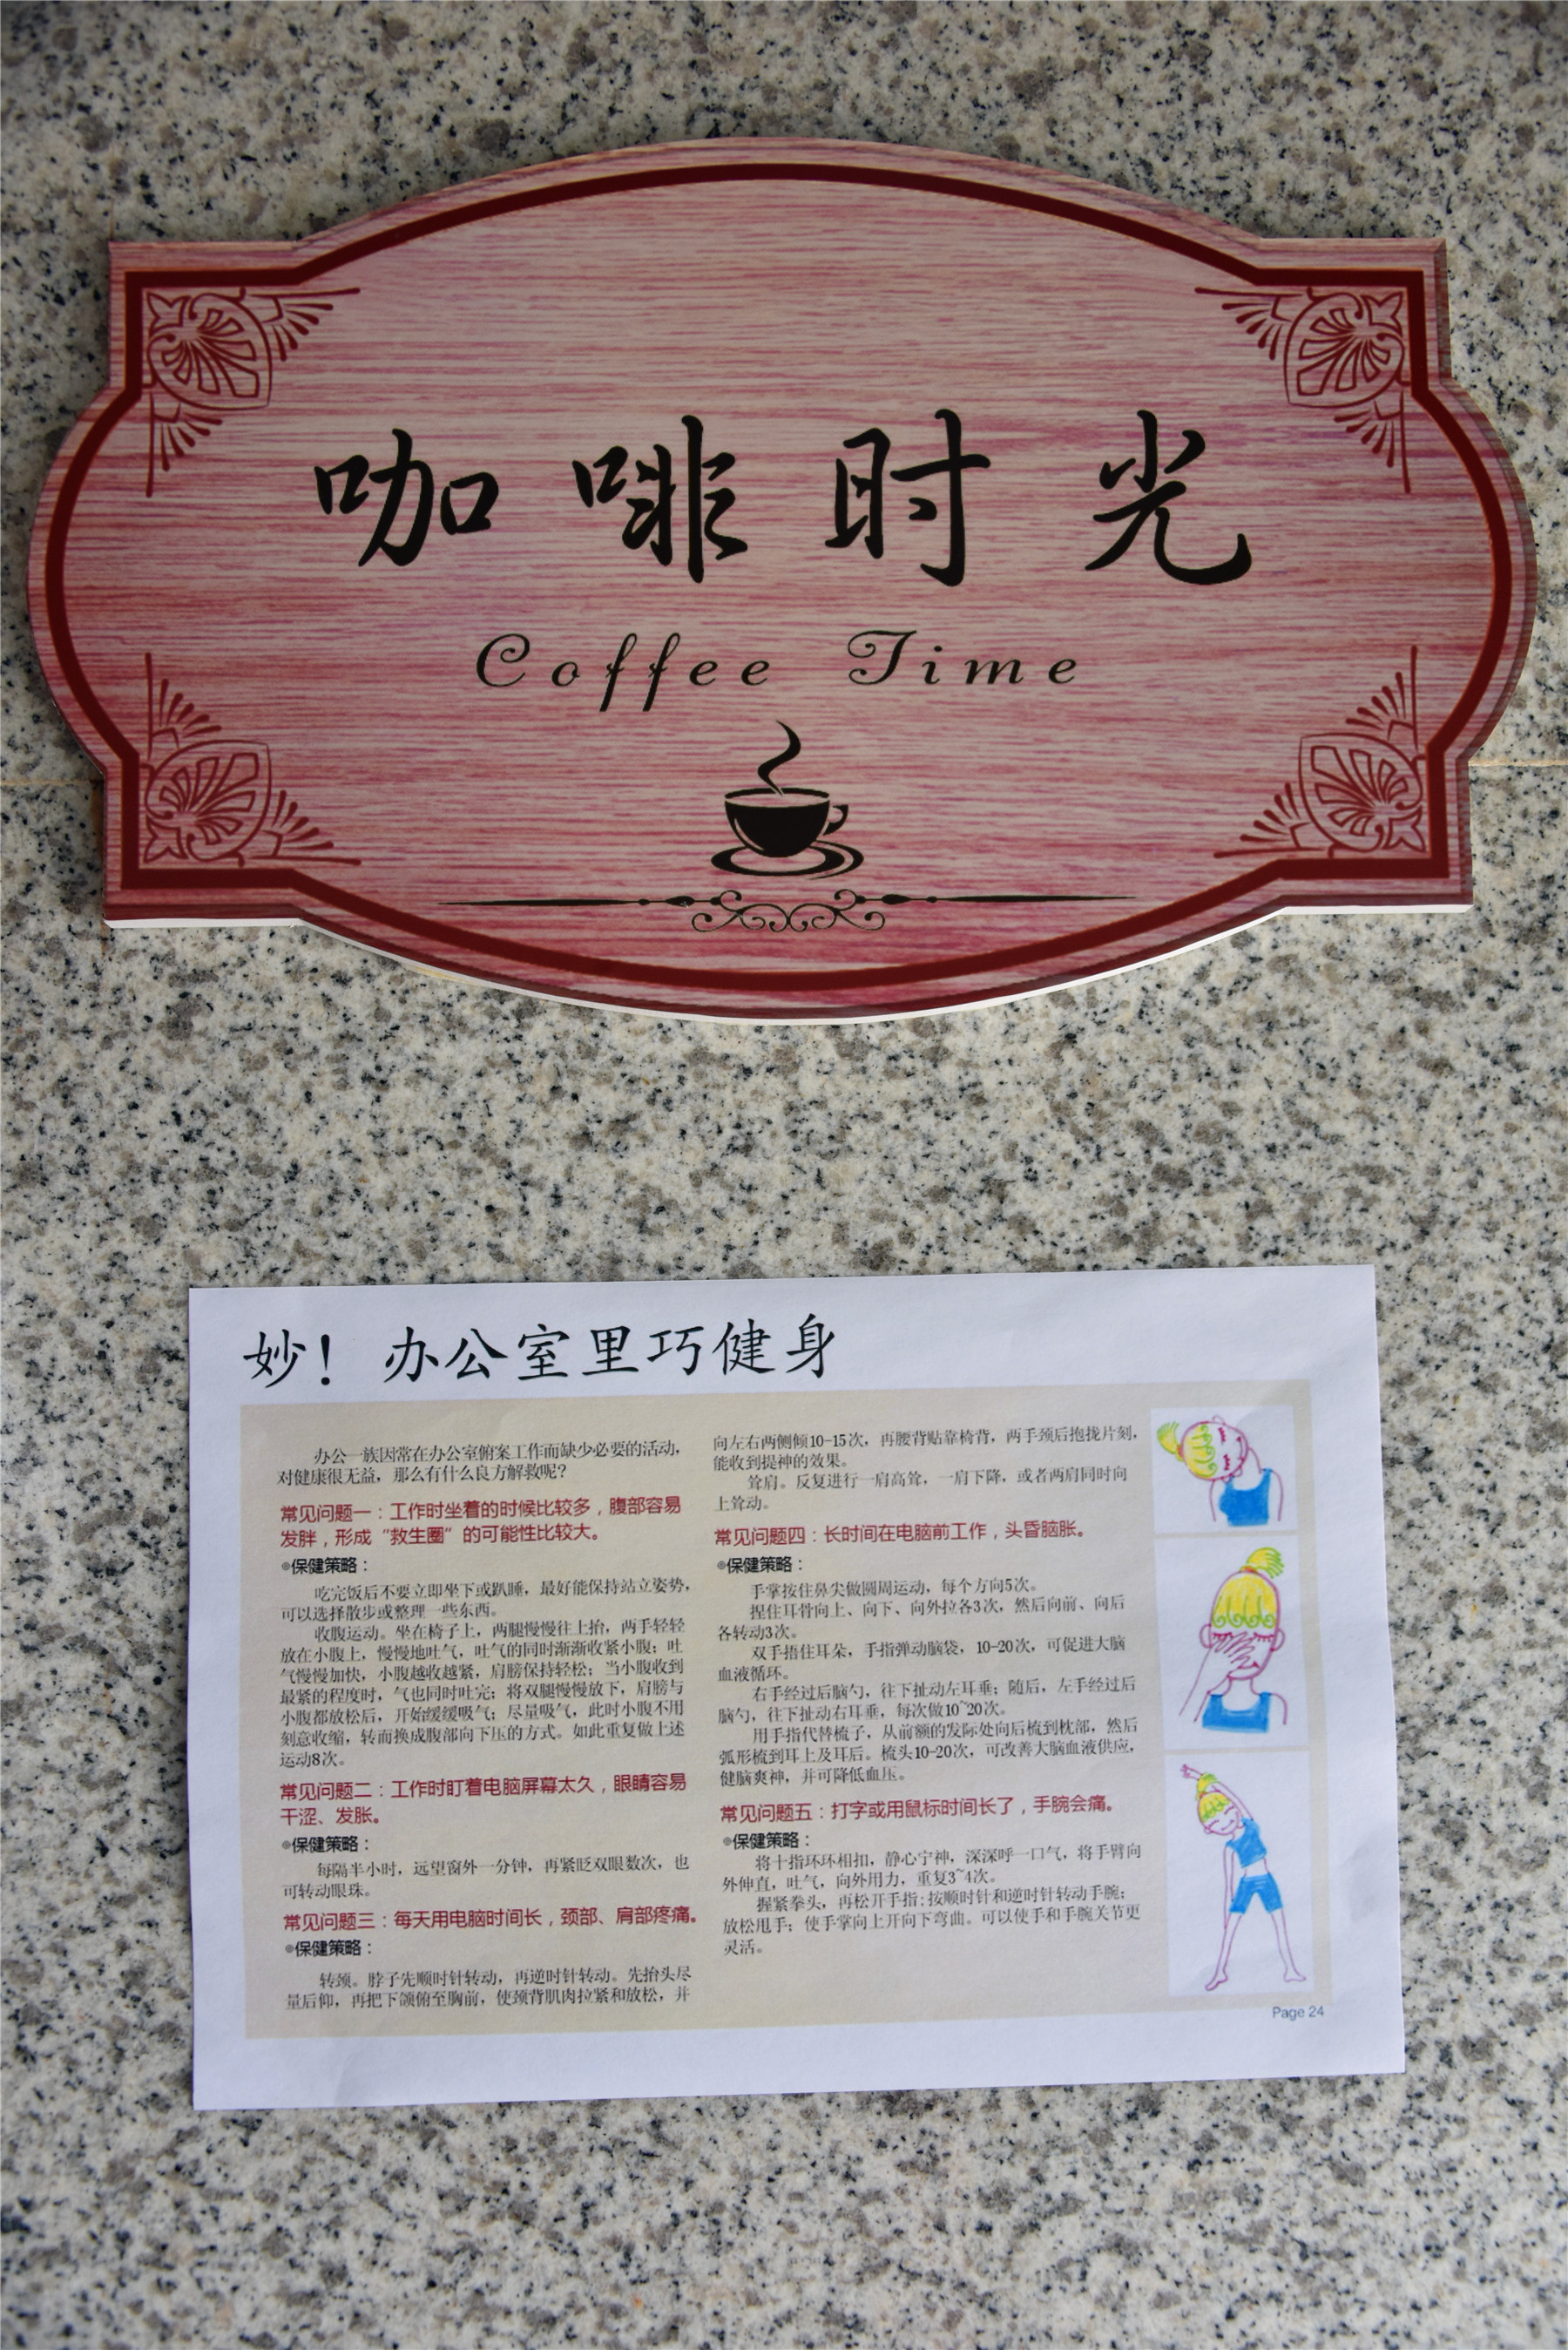 咖啡时光
Coffee Time
妙！办公室里巧健身
办公一族因常在办公室俯案工作而缺少必要的活动，
对健康很无益，那么有什么良方解救呢？
常见问题一：工作时坐着的时候比较多，腹部容易
发胖，形成“救生圈”的可能性比较大。
◎保健策略：
吃完饭后不要立即坐下或趴睡，最好能保持站立姿势，
可以选择散步或整理一些东西。
收腹运动。坐在椅子上，两腿慢慢往上抬，两手轻轻
放在小腹上，慢慢地吐气，吐气的同时渐渐收紧小腹；吐
气慢慢加快，小腹越收越紧，肩膀保持轻松；当小腹收到
最紧的程度时，气也同时吐完；将双腿慢慢放下，肩膀与
小腹都放松后，开始缓缓吸气；尽量吸气，此时小腹不用
刻意收缩，转而换成腹部向下压的方式。如此重复做上述
运动8次。
常见问题二：工作时盯着电脑屏幕太久，眼睛容易
干涩、发胀。
◎保健策略：
每隔半小时，远望窗外一分钟，再紧眨双眼数次，也
可转动眼珠。
常见问题三：每天用电脑时间长，颈部、肩部疼痛。
◎保健策略：
转颈。脖子先顺时针转动，再逆时针转动。先抬头尽
量后仰，再把下颌俯至胸前，使颈背肌肉拉紧和放松，并
向左右两侧倾10-15次，再腰背贴靠椅背，两手颈后抱拢片刻，
能收到提神的效果。
耸肩。反复进行一肩高耸，一肩下降，或者两肩同时向
上耸动。
常见问题四：长时间在电脑前工作，头昏脑胀。
◎保健策略：
手掌按住鼻尖做圆周运动，每个方向5次。
捏住耳骨向上、向下、向外拉各3次，然后向前、向后
各转动3次。
双手捂住耳朵，手指弹动脑袋，10-20次，可促进大脑
血液循环。
右手经过后脑勺，往下扯动左耳垂；随后，左手经过后
脑勺，往下扯动右耳垂，每次做10~20次。
用手指代替梳子，从前额的发际处向后梳到枕部，然后
弧形梳到耳上及耳后。梳头10-20次，可改善大脑血液供应，
健脑爽神，并可降低血压。
常见问题五：打字或用鼠标时间长了，手腕会痛。
◎保健策略：
将十指环环相扣，静心宁神，深深呼一口气，将手臂向
外伸直，吐气，向外用力，重复3~4次。
握紧拳头，再松开手指；按顺时针和逆时针转动手腕；
放松甩手；使手掌向上开向下弯曲。可以使手和手腕关节更
灵活。
Page 24